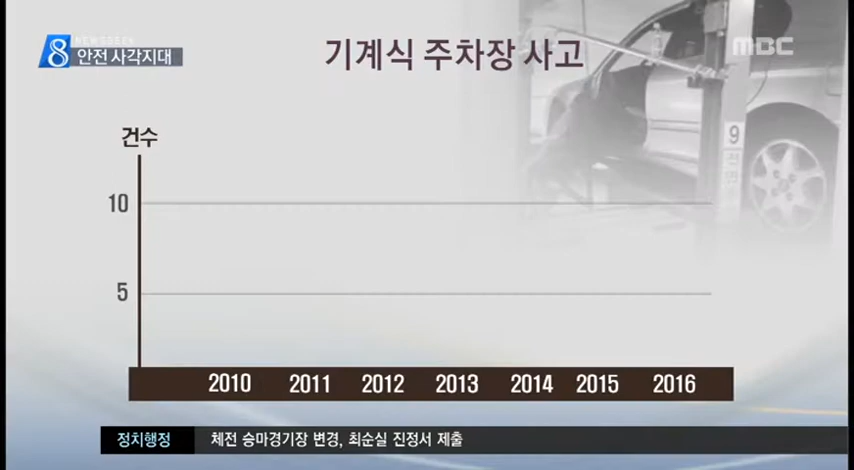 8
NEWSDESK
안전 사각지대
기계식 주차장 사고
MBC
건수
10
5
9
2010 2011 2012 2013 2014 2015 2016
정치행정 체전 승마경기장 변경, 최순실 진정서 제출